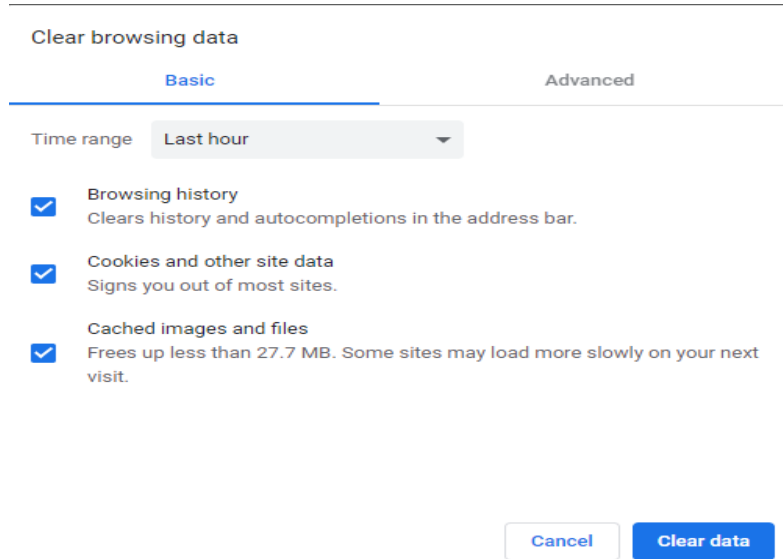 Clear browsing data
Basic Advanced
Time range Last hour
Browsing history
Clears history and autocompletions in the address bar.
Cookies and other site data
Signs you out of most sites.
Cached images and files
Frees up less than 27.7 MB. Some sites may load more slowly on your next
visit.
Cancel Clear data